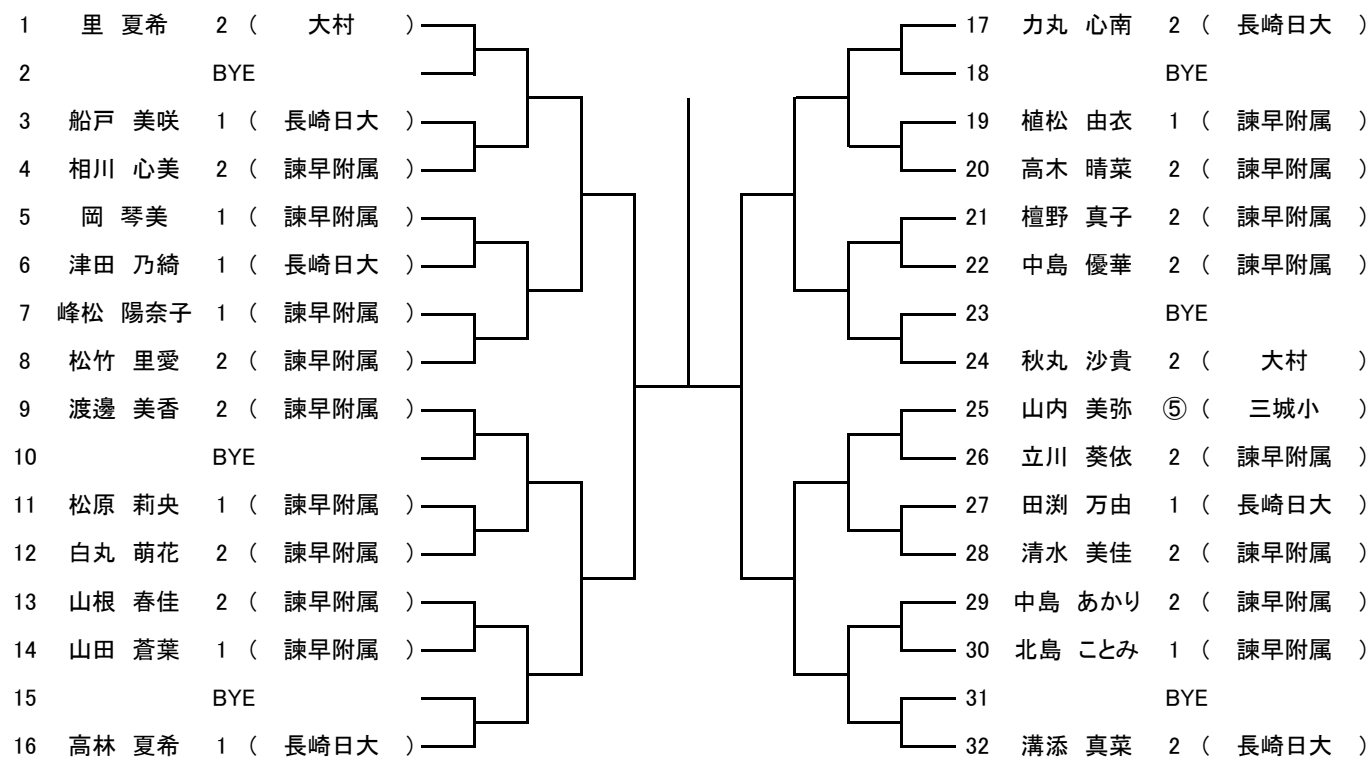 1 里 夏希 2 ( 大村 )
2 BYE
3 船戸 美咲 1 ( 長崎日大 )
4 相川 心美 2 ( 諫早附属 )
5 岡 琴美 1 ( 諫早附属 )
6 津田 乃綺 1 ( 長崎日大 )
7 峰松 陽奈子 1 ( 諫早附属 )
8 松竹 里愛 2 ( 諫早附属 )
9 渡邊 美香 2 ( 諫早附属 )
10 BYE
11 松原 莉央 1 ( 諫早附属 )
12 白丸 萌花 2 ( 諫早附属 )
13 山根 春佳 2 ( 諫早附属 )
14 山田 蒼葉 1 ( 諫早附属 )
15 BYE
16 高林 夏希 1 ( 長崎日大 )
17 力丸 心南 2 ( 長崎日大 )
18 BYE
19 植松 由衣 1 ( 諫早附属 )
20 高木 晴菜 2 ( 諫早附属 )
21 檀野 真子 2 ( 諫早附属 )
22 中島 優華 2 ( 諫早附属 )
23 BYE
24 秋丸 沙貴 2 ( 大村 )
25 山内 美弥 ⑤ ( 三城小 )
26 立川 葵依 2 ( 諫早附属 )
27 田渕 万由 1 ( 長崎日大 )
28 清水 美佳 2 ( 諫早附属 )
29 中島 あかり 2 ( 諫早附属 )
30 北島 ことみ 1 ( 諫早附属 )
31 BYE
32 溝添 真菜 2 ( 長崎日大 )